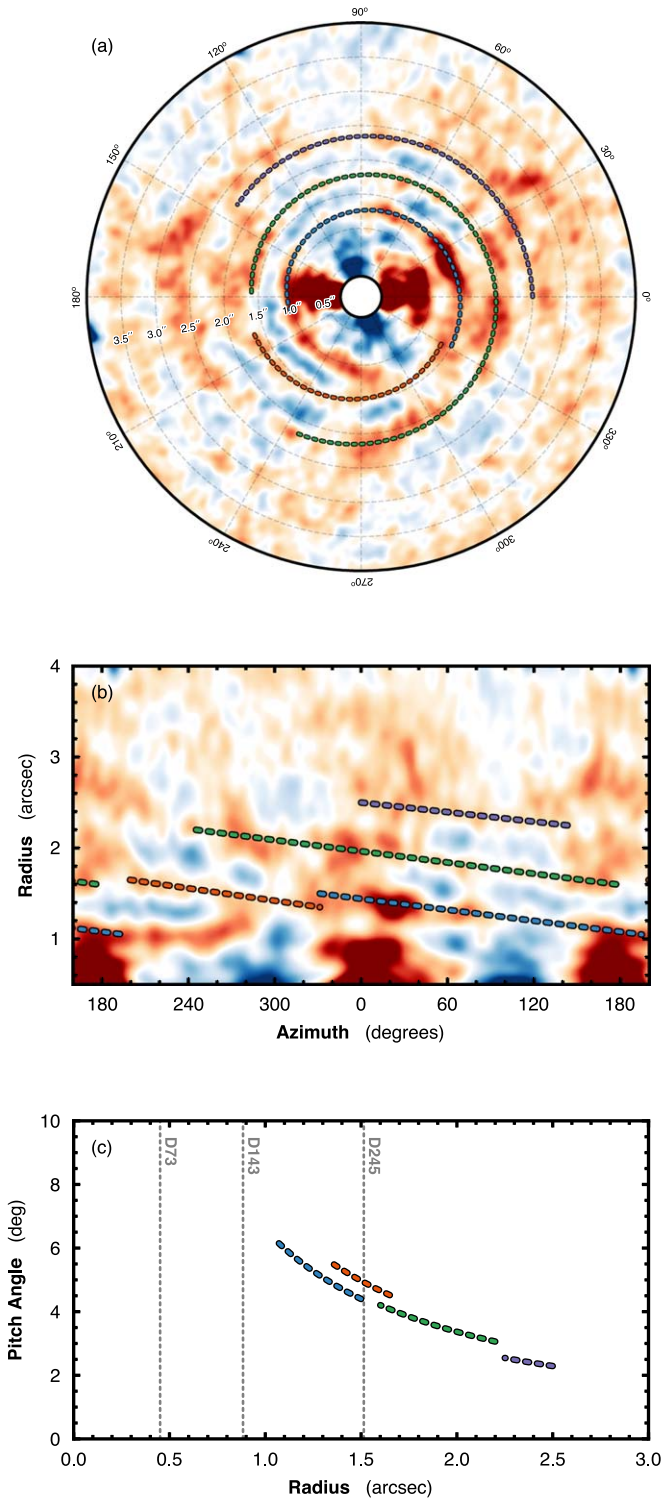 (a)
90°
120°
60°
150°
30°
180°
0°
3.5″ 3.0″ 2.5″ 2.0″ 1.5″ 1.0″ 0.5″
210°
330°
240°
300°
270°
(b)
4
3
2
1
Radius (arcsec)
180 240 300 0 60 120 180
Azimuth (degrees)
(c)
D73 D143 D245
10
8
6
4
2
0
Pitch Angle (deg)
0.0 0.5 1.0 1.5 2.0 2.5 3.0
Radius (arcsec)